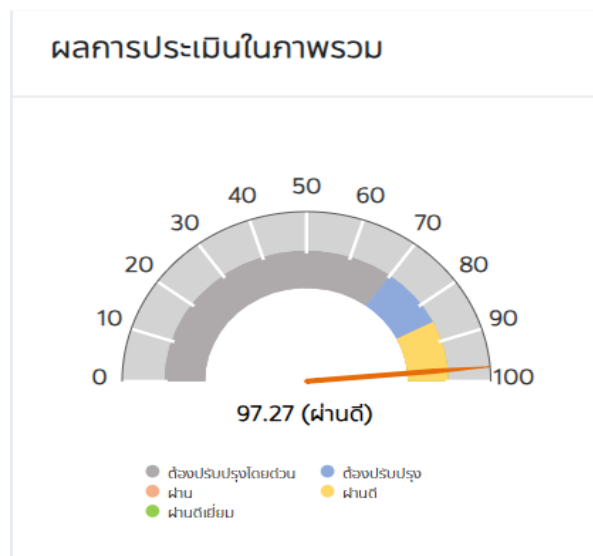 ผลการประเมินในภาพรวม
50
40
60
30
70
20
80
10
90
0
100
97.27 (ผ่านดี)
ต้องปรับปรุงโดยด่วน ต้องปรับปรุง
ผ่าน ผ่านดี
ผ่านดีเยี่ยม